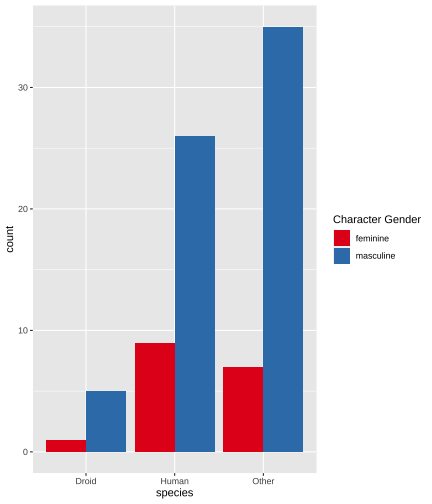 30
20
10
0
count
Droid Human Other
species
Character Gender
feminine
masculine